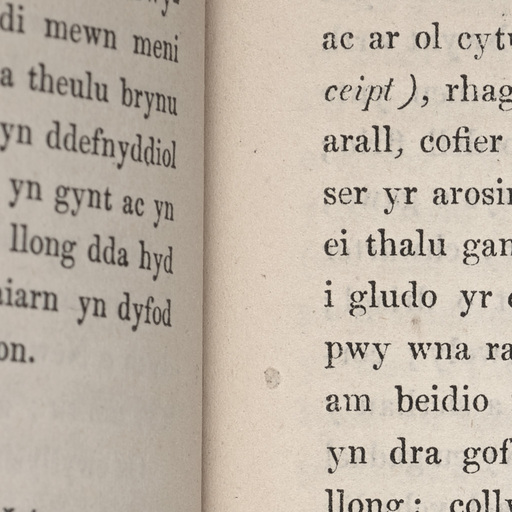 di mewn meni
a theulu brynu
yn ddefnyddiol
yn gynt ac yn
llong dda hyd
iarn yn dyfod
on.
ac ar ol cyt
ceipt), rhag
arall, cofier
ser yr arosi
ei thalu gan
i gludo yr
pwy wna ra
am beidio
yn dra gof
llong; colly